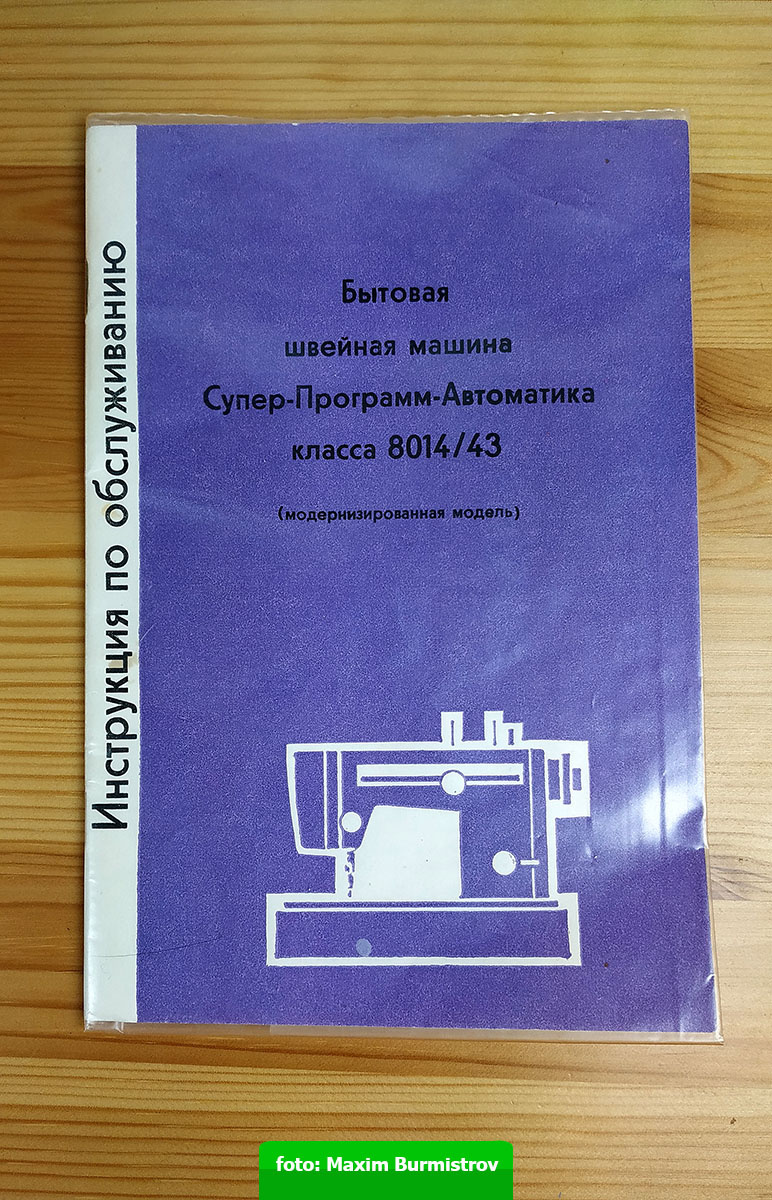 Инструкция по обслуживанию
Бытовая
швейная машина
Супер-Программ-Автоматика
класса 8014/43
(модернизированная модель)
foto: Maxim Burmistrov